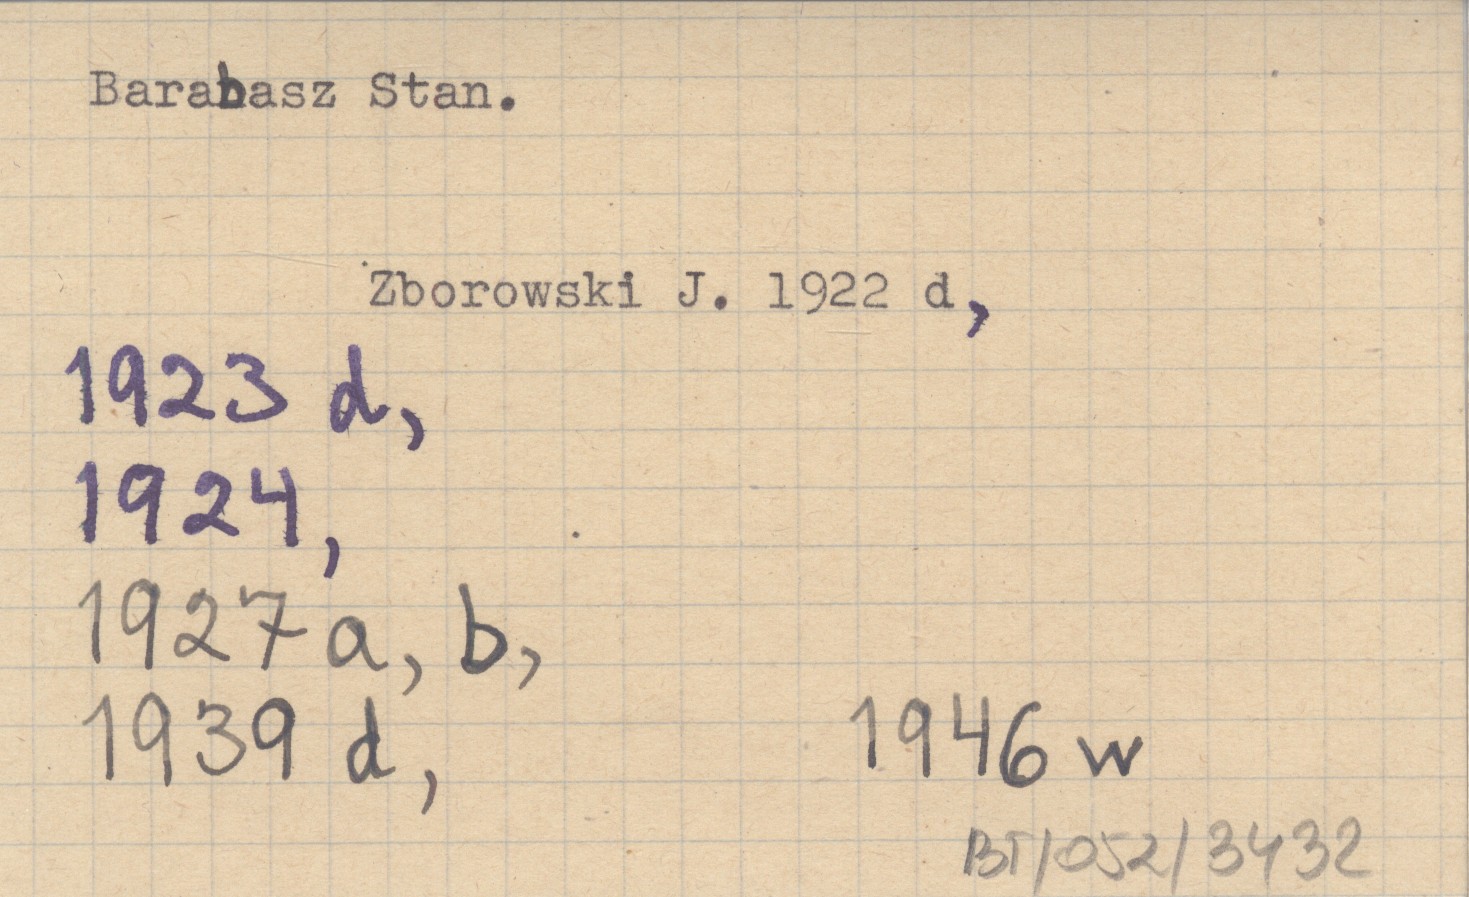 Barabasz Stan.
Zborowski J. 1922 d,
1923 d,
1924,
1927 a, b,
1939 d, 1946 w
BT/052/3432